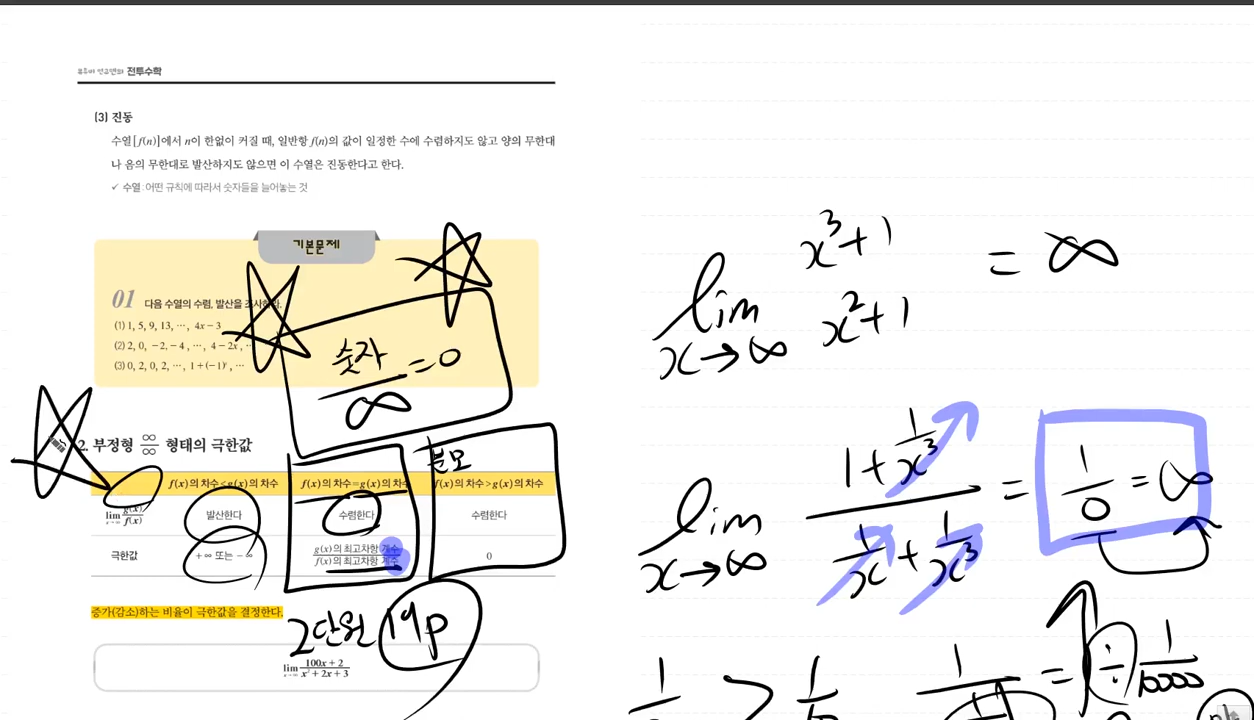 전투수학
(3) 진동
수열[f(n)]에서 n이 한없이 커질 때, 일반항 f(n)의 값이 일정한 수에 수렴하지도 않고 양의 무한대
나 음의 무한대로 발산하지도 않으면 이 수열은 진동한다고 한다.
✓ 수열 : 어떤 규칙에 따라서 숫자들을 늘어놓는 것
기본문제
01 다음 수열의 수렴, 발산을 조사하라.
(1) 1, 5, 9, 13, ⋯, 4x−3
(2) 2, 0, −2, −4 , ⋯, 4−2x, ⋯
(3) 0, 2, 0, 2, ⋯, 1+(−1)ˣ, ⋯
숫자/∞ = 0
2. 부정형 ∞/∞ 형태의 극한값
분모
f(x)의 차수<g(x)의 차수 f(x)의 차수=g(x)의 차수 f(x)의 차수>g(x)의 차수
lim g(x)/f(x) 발산한다 수렴한다 수렴한다
극한값 +∞ 또는 −∞ g(x)의 최고차항 계수/f(x)의 최고차항 계수 0
증가(감소)하는 비율이 극한값을 결정한다.
2단원 19p
lim 100x+2/x²+2x+3
lim x→∞ x³+1 / x²+1 = ∞
lim x→∞ (1+1/x³)/(1/x+1/x³) = 1/0 = ∞